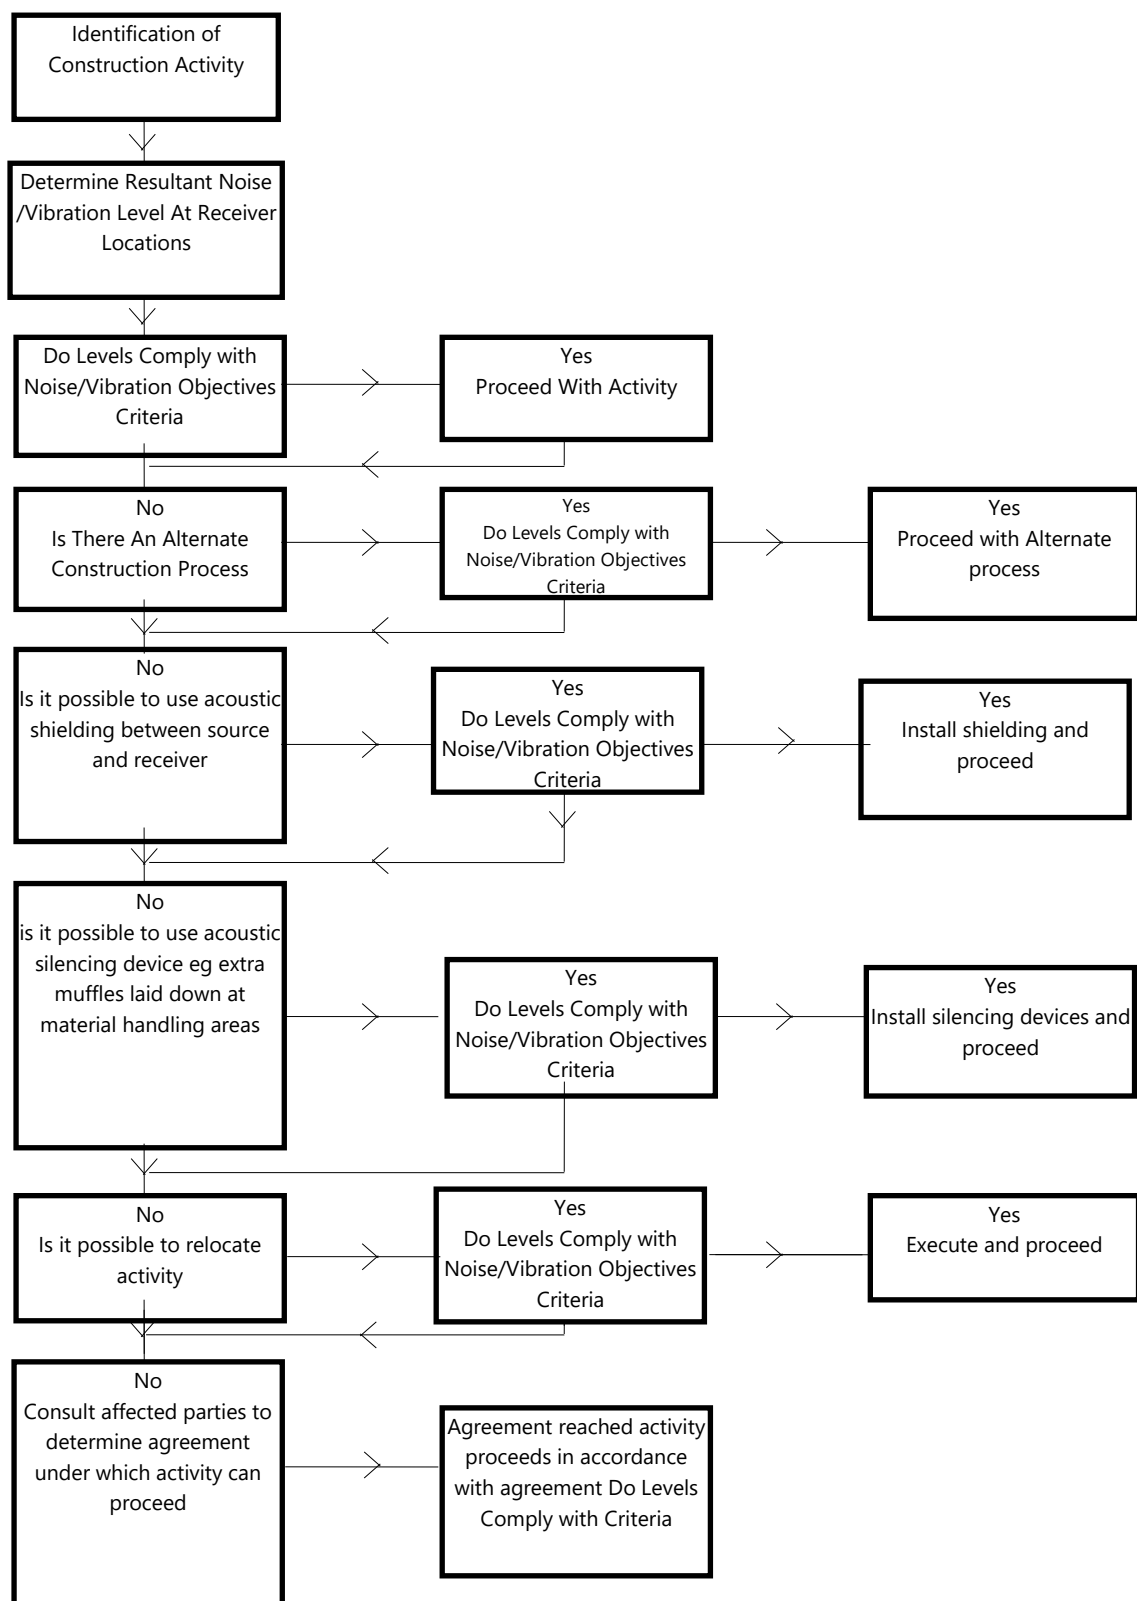 Identification of
Construction Activity
Determine Resultant Noise
/Vibration Level At Receiver
Locations
Do Levels Comply with
Noise/Vibration Objectives
Criteria
Yes
Proceed With Activity
No
Is There An Alternate
Construction Process
Yes
Do Levels Comply with
Noise/Vibration Objectives
Criteria
Yes
Proceed with Alternate
process
No
Is it possible to use acoustic
shielding between source
and receiver
Yes
Do Levels Comply with
Noise/Vibration Objectives
Criteria
Yes
Install shielding and
proceed
No
is it possible to use acoustic
silencing device eg extra
muffles laid down at
material handling areas
Yes
Do Levels Comply with
Noise/Vibration Objectives
Criteria
Yes
Install silencing devices and
proceed
No
Is it possible to relocate
activity
Yes
Do Levels Comply with
Noise/Vibration Objectives
Criteria
Yes
Execute and proceed
No
Consult affected parties to
determine agreement
under which activity can
proceed
Agreement reached activity
proceeds in accordance
with agreement Do Levels
Comply with Criteria